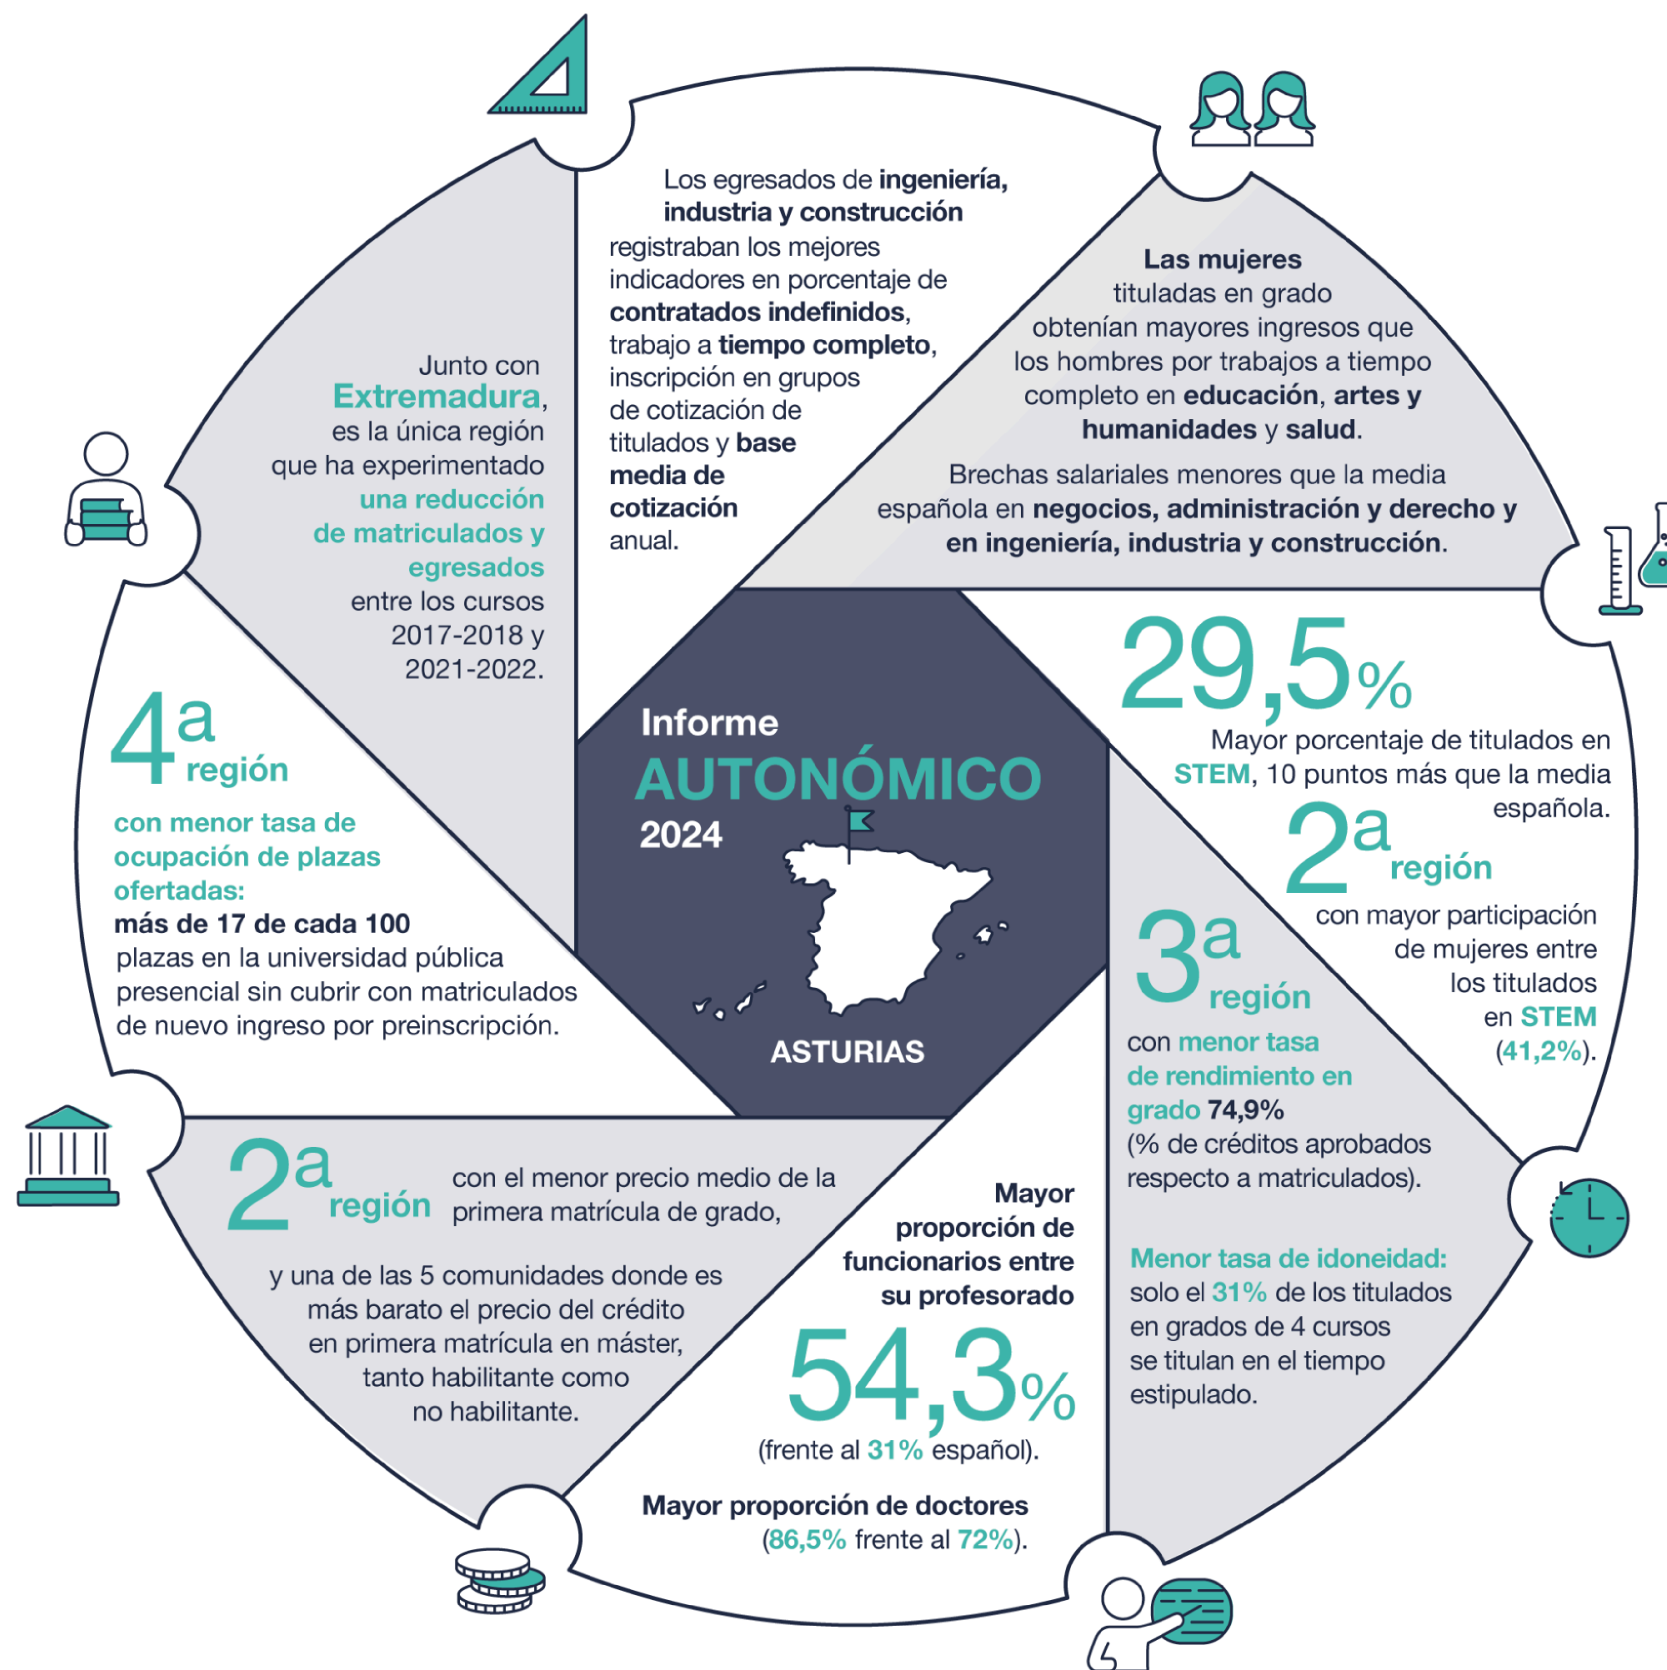 Informe
AUTONÓMICO
2024
ASTURIAS
Los egresados de ingeniería,
industria y construcción
registraban los mejores
indicadores en porcentaje de
contratados indefinidos,
trabajo a tiempo completo,
inscripción en grupos
de cotización de
titulados y base
media de
cotización
anual.
Las mujeres
tituladas en grado
obtenían mayores ingresos que
los hombres por trabajos a tiempo
completo en educación, artes y
humanidades y salud.
Brechas salariales menores que la media
española en negocios, administración y derecho y
en ingeniería, industria y construcción.
29,5%
Mayor porcentaje de titulados en
STEM, 10 puntos más que la media
española.
2a
región
con mayor participación
de mujeres entre
los titulados
en STEM
(41,2%).
3a
región
con menor tasa
de rendimiento en
grado 74,9%
(% de créditos aprobados
respecto a matriculados).
Menor tasa de idoneidad:
solo el 31% de los titulados
en grados de 4 cursos
se titulan en el tiempo
estipulado.
Mayor
proporción de
funcionarios entre
su profesorado
54,3%
(frente al 31% español).
Mayor proporción de doctores
(86,5% frente al 72%).
2a
región
con el menor precio medio de la
primera matrícula de grado,
y una de las 5 comunidades donde es
más barato el precio del crédito
en primera matrícula en máster,
tanto habilitante como
no habilitante.
4a
región
con menor tasa de
ocupación de plazas
ofertadas:
más de 17 de cada 100
plazas en la universidad pública
presencial sin cubrir con matriculados
de nuevo ingreso por preinscripción.
Junto con
Extremadura,
es la única región
que ha experimentado
una reducción
de matriculados y
egresados
entre los cursos
2017-2018 y
2021-2022.